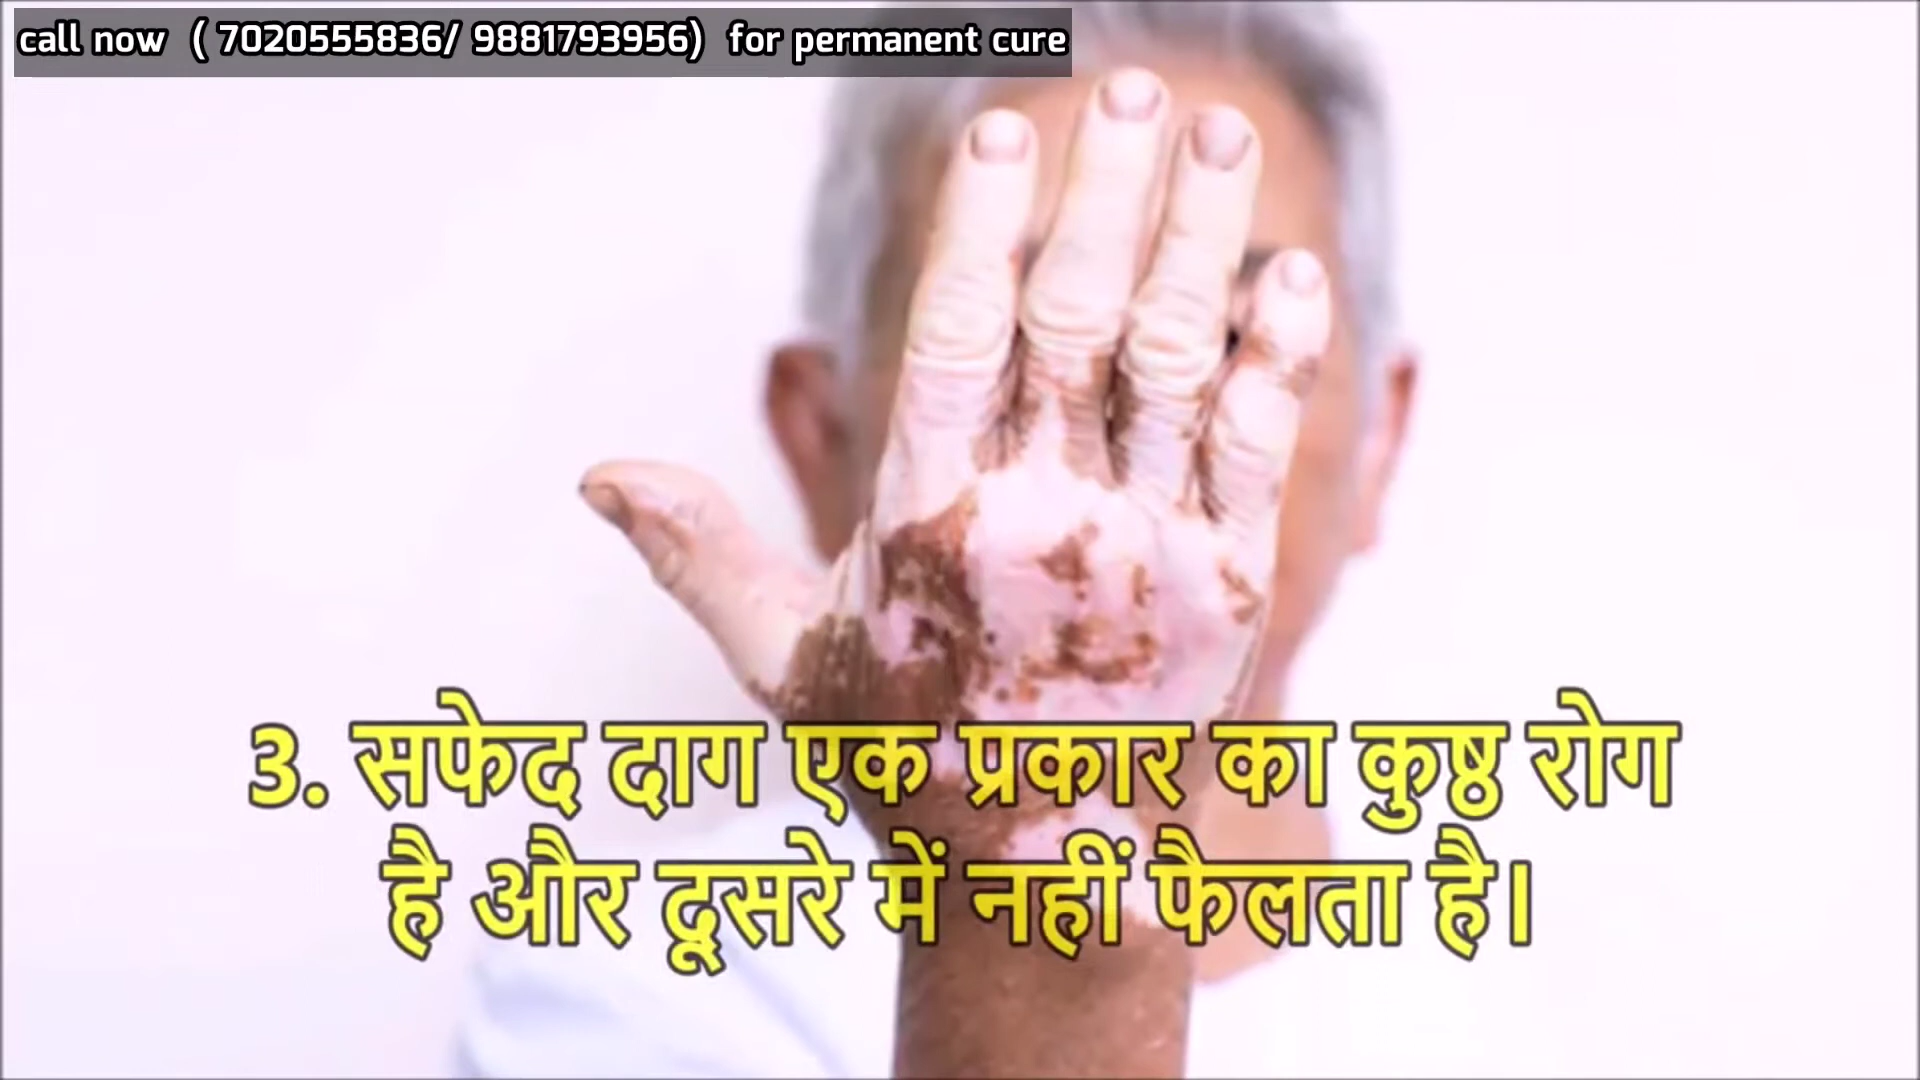 call now ( 7020555836/ 9881793956) for permanent cure
3. सफेद दाग एक प्रकार का कुष्ठ रोग
है और दूसरे में नहीं फैलता है।